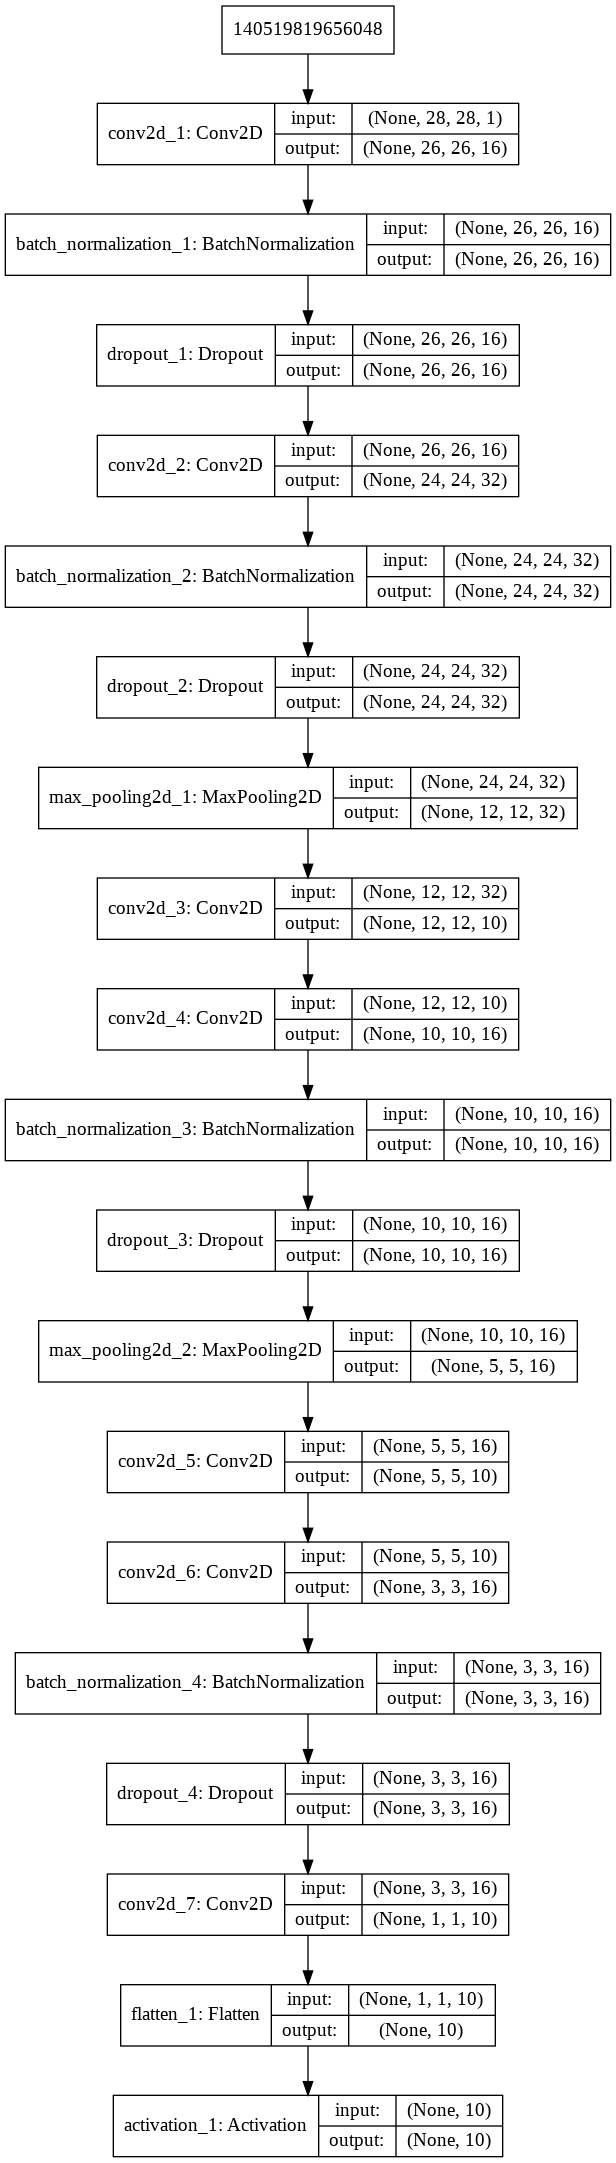 140519819656048
conv2d_1: Conv2D
input: (None, 28, 28, 1)
output: (None, 26, 26, 16)
batch_normalization_1: BatchNormalization
input: (None, 26, 26, 16)
output: (None, 26, 26, 16)
dropout_1: Dropout
input: (None, 26, 26, 16)
output: (None, 26, 26, 16)
conv2d_2: Conv2D
input: (None, 26, 26, 16)
output: (None, 24, 24, 32)
batch_normalization_2: BatchNormalization
input: (None, 24, 24, 32)
output: (None, 24, 24, 32)
dropout_2: Dropout
input: (None, 24, 24, 32)
output: (None, 24, 24, 32)
max_pooling2d_1: MaxPooling2D
input: (None, 24, 24, 32)
output: (None, 12, 12, 32)
conv2d_3: Conv2D
input: (None, 12, 12, 32)
output: (None, 12, 12, 10)
conv2d_4: Conv2D
input: (None, 12, 12, 10)
output: (None, 10, 10, 16)
batch_normalization_3: BatchNormalization
input: (None, 10, 10, 16)
output: (None, 10, 10, 16)
dropout_3: Dropout
input: (None, 10, 10, 16)
output: (None, 10, 10, 16)
max_pooling2d_2: MaxPooling2D
input: (None, 10, 10, 16)
output: (None, 5, 5, 16)
conv2d_5: Conv2D
input: (None, 5, 5, 16)
output: (None, 5, 5, 10)
conv2d_6: Conv2D
input: (None, 5, 5, 10)
output: (None, 3, 3, 16)
batch_normalization_4: BatchNormalization
input: (None, 3, 3, 16)
output: (None, 3, 3, 16)
dropout_4: Dropout
input: (None, 3, 3, 16)
output: (None, 3, 3, 16)
conv2d_7: Conv2D
input: (None, 3, 3, 16)
output: (None, 1, 1, 10)
flatten_1: Flatten
input: (None, 1, 1, 10)
output: (None, 10)
activation_1: Activation
input: (None, 10)
output: (None, 10)